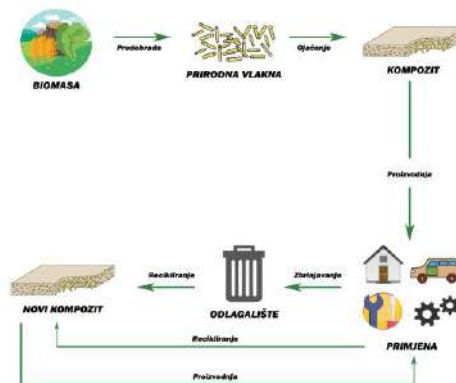 Predobrada
Ojačanje
BIOMASA
PRIRODNA VLAKNA
KOMPOZIT
Proizvodnja
Recikliranje
Zbrinjavanje
NOVI KOMPOZIT
ODLAGALIŠTE
PRIMJENA
Recikliranje
Proizvodnja